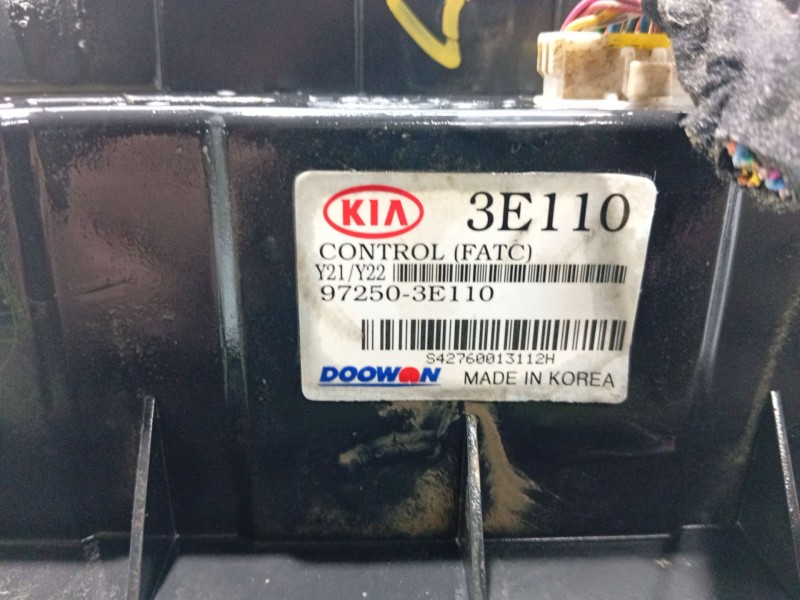 KIA 3E110
CONTROL (FATC)
Y21/Y22
97250-3E110
S42760013112H
DOOWON MADE IN KOREA